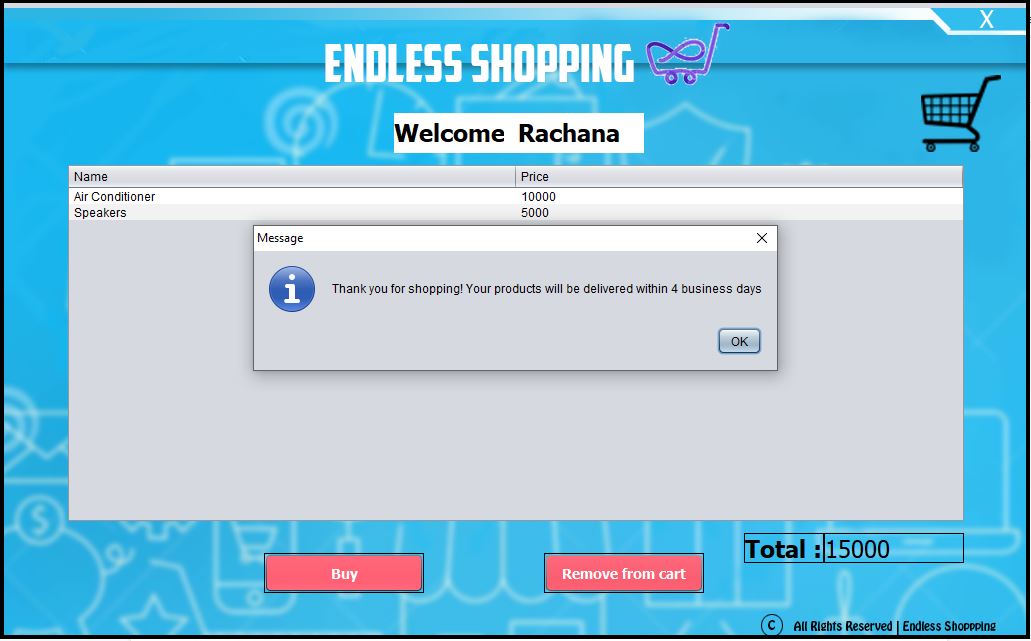 X
ENDLESS SHOPPING
Welcome Rachana
Name Price
Air Conditioner 10000
Speakers 5000
Message
Thank you for shopping! Your products will be delivered within 4 business days
OK
Total : 15000
Buy Remove from cart
© All Rights Reserved | Endless Shoppping